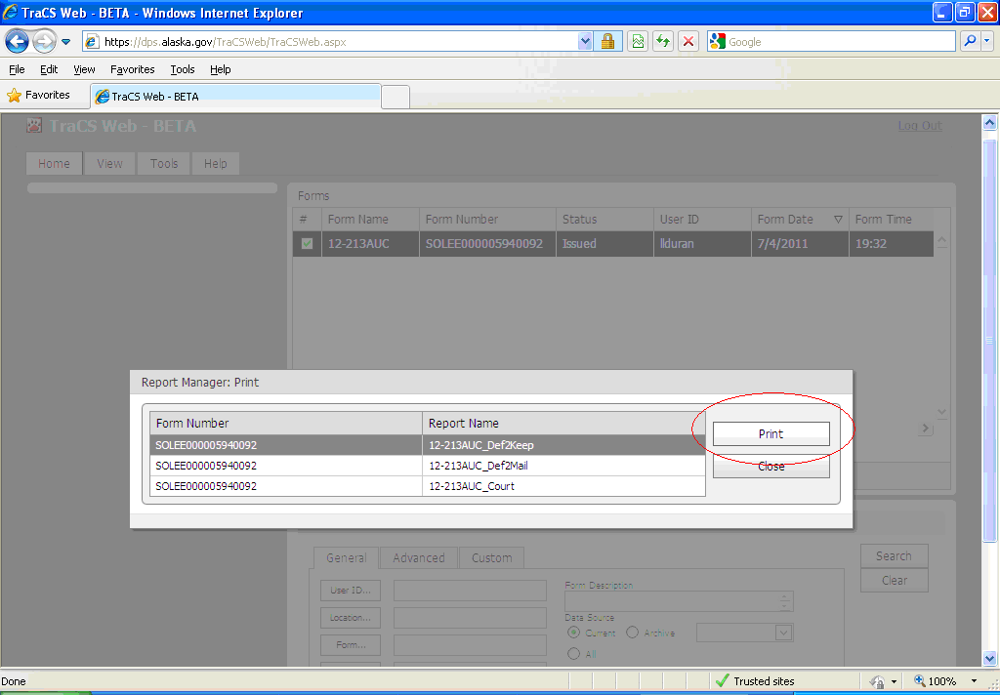 TraCS Web - BETA - Windows Internet Explorer
https://dps.alaska.gov/TraCSWeb/TraCSWeb.aspx
Google
File Edit View Favorites Tools Help
Favorites
TraCS Web - BETA
TraCS Web - BETA
Log Out
Home View Tools Help
Forms
# Form Name Form Number Status User ID Form Date Form Time
12-213AUC SOLEE000005940092 Issued llduran 7/4/2011 19:32
Report Manager: Print
Form Number Report Name
SOLEE000005940092 12-213AUC_Def2Keep
SOLEE000005940092 12-213AUC_Def2Mail
SOLEE000005940092 12-213AUC_Court
Print
Close
General Advanced Custom
Search
Clear
User ID...
Location...
Form...
Form Description
Data Source
Current Archive
All
Done
Trusted sites
100%